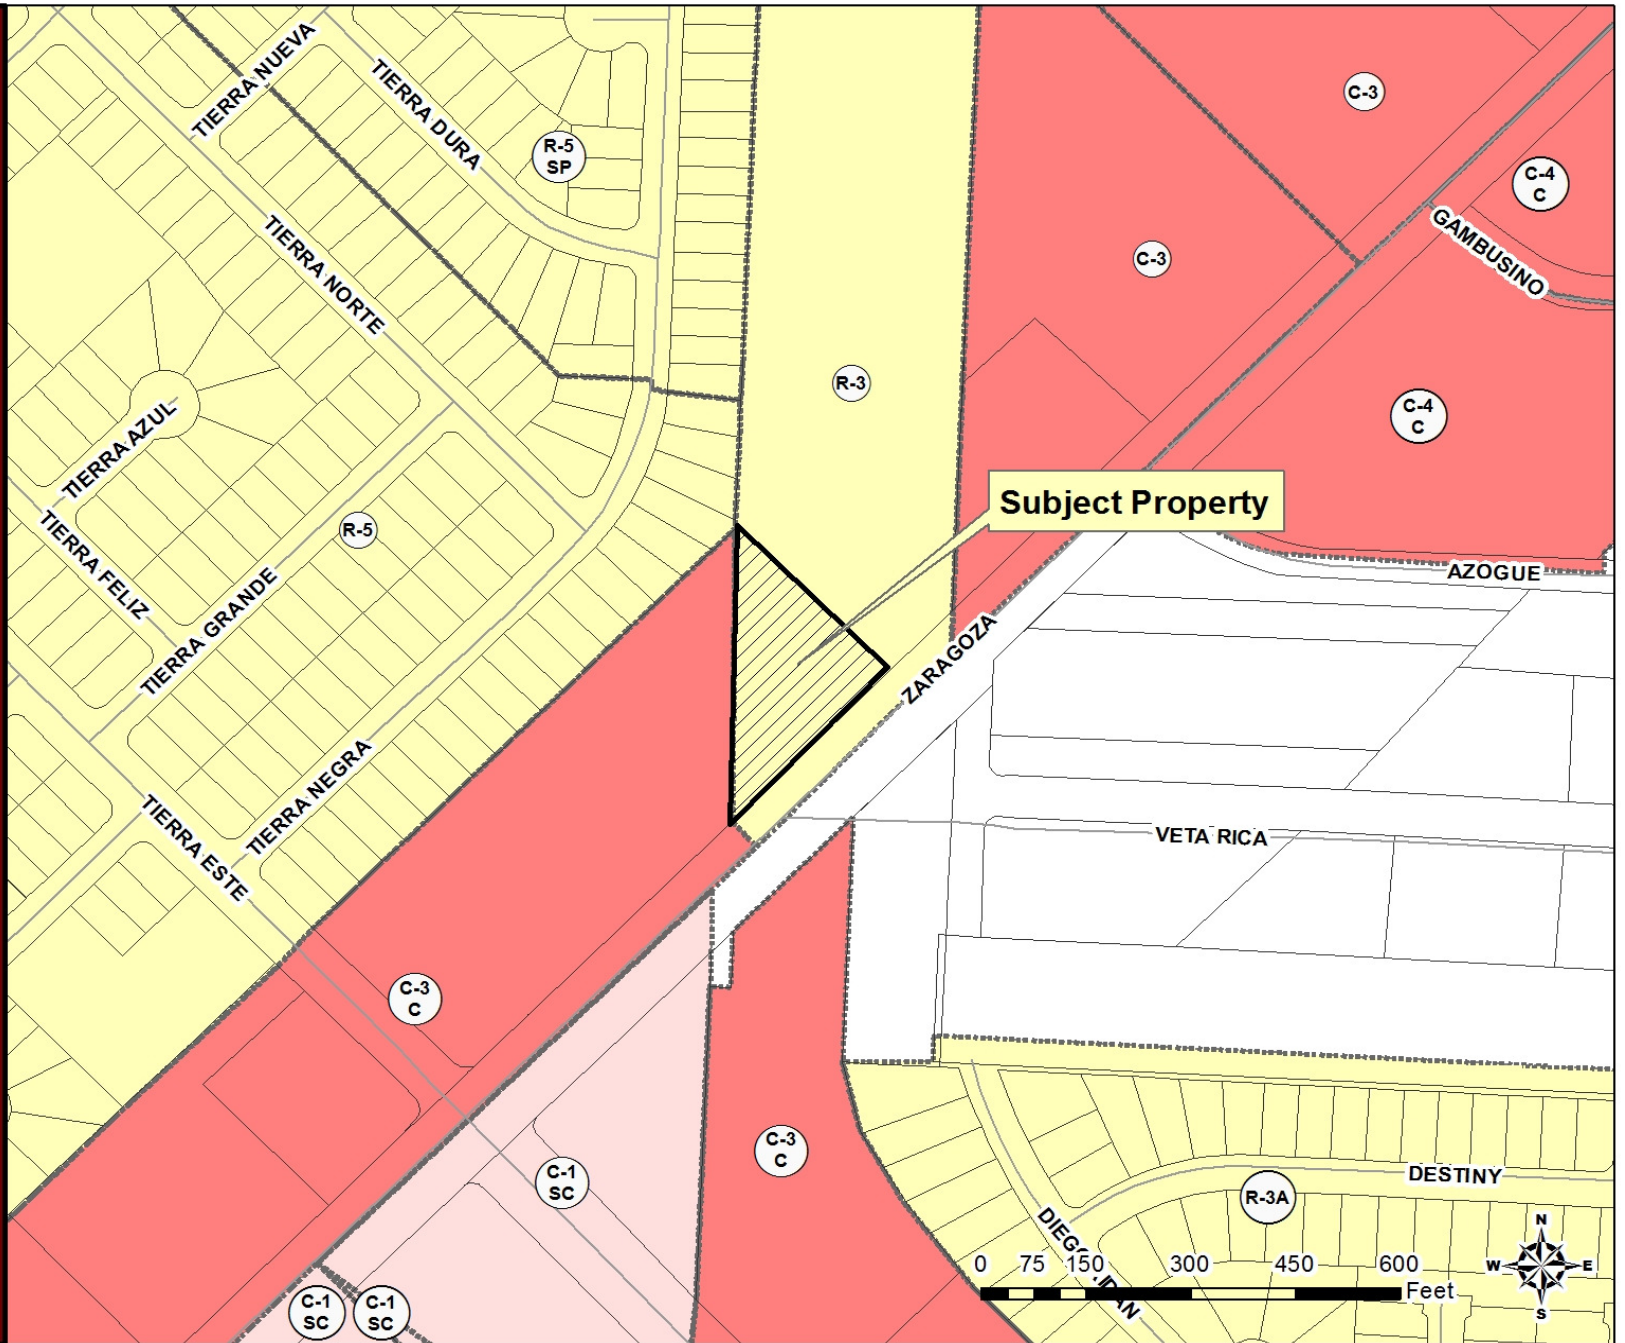 TIERRA NUEVA
TIERRA DURA
C-3
R-5
SP
C-4
C
GAMBUSINO
C-3
TIERRA NORTE
R-3
C-4
C
TIERRA AZUL
Subject Property
R-5
TIERRA FELIZ
AZOGUE
TIERRA GRANDE
ZARAGOZA
TIERRA NEGRA
VETA RICA
TIERRA ESTE
C-3
C
C-3
C
C-1
SC
DESTINY
R-3A
DIEGO
N
W E
S
0 75 150 300 450 600
Feet
C-1
SC
C-1
SC